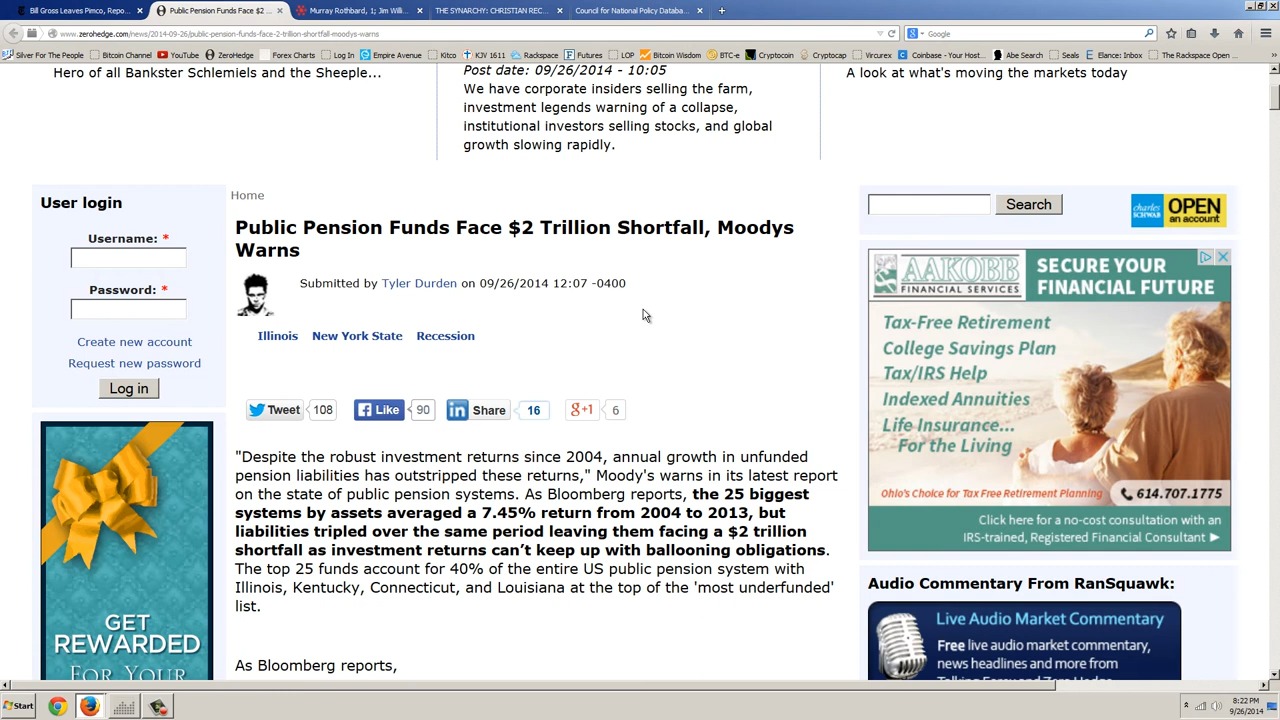 Bill Gross Leaves Pimco, Repo...
Public Pension Funds Face $2 ...
Murray Rothbard, 1; Jim Willi...
THE SYNARCHY: CHRISTIAN REC...
Council for National Policy Databa...
www.zerohedge.com/news/2014-09-26/public-pension-funds-face-2-trillion-shortfall-moodys-warns
Google
Silver For The People
Bitcoin Channel
YouTube
ZeroHedge
Forex Charts
Log In
Empire Avenue
Kitco
KJV 1611
Rackspace
Futures
LOP
Bitcoin Wisdom
BTC-e
Cryptocoin
Cryptop
Vircurex
Coinbase - Your Host...
Abe Search
Seals
Elance: Inbox
The Rackspace Open ...
Hero of all Bankster Schlemiels and the Sheeple...
Post date: 09/26/2014 - 10:05
We have corporate insiders selling the farm,
investment legends warning of a collapse,
institutional investors selling stocks, and global
growth slowing rapidly.
A look at what's moving the markets today
User login
Username: *
Password: *
Create new account
Request new password
Log in
GET
REWARDED
FOR YOUR
Home
Public Pension Funds Face $2 Trillion Shortfall, Moodys
Warns
Submitted by Tyler Durden on 09/26/2014 12:07 -0400
Illinois New York State Recession
Tweet 108 Like 90 Share 16 +1 6
"Despite the robust investment returns since 2004, annual growth in unfunded
pension liabilities has outstripped these returns," Moody's warns in its latest report
on the state of public pension systems. As Bloomberg reports, the 25 biggest
systems by assets averaged a 7.45% return from 2004 to 2013, but
liabilities tripled over the same period leaving them facing a $2 trillion
shortfall as investment returns can't keep up with ballooning obligations.
The top 25 funds account for 40% of the entire US public pension system with
Illinois, Kentucky, Connecticut, and Louisiana at the top of the 'most underfunded'
list.
As Bloomberg reports,
Search
charles
SCHWAB
OPEN
an account
AAKOBB
FINANCIAL SERVICES
SECURE YOUR
FINANCIAL FUTURE
Tax-Free Retirement
College Savings Plan
Tax/IRS Help
Indexed Annuities
Life Insurance...
For the Living
Ohio's Choice for Tax Free Retirement Planning
614.707.1775
Click here for a no-cost consultation with an
IRS-trained, Registered Financial Consultant
Audio Commentary From RanSquawk:
Live Audio Market Commentary
Free live audio market commentary,
news headlines and more from
Start
8:22 PM
9/26/2014